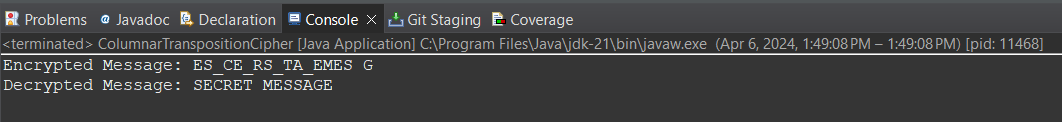 Problems @ Javadoc Declaration Console × Git Staging Coverage
<terminated> ColumnarTranspositionCipher [Java Application] C:\Program Files\Java\jdk-21\bin\javaw.exe (Apr 6, 2024, 1:49:08 PM – 1:49:08 PM) [pid: 11468]
Encrypted Message: ES_CE_RS_TA_EMES G
Decrypted Message: SECRET MESSAGE